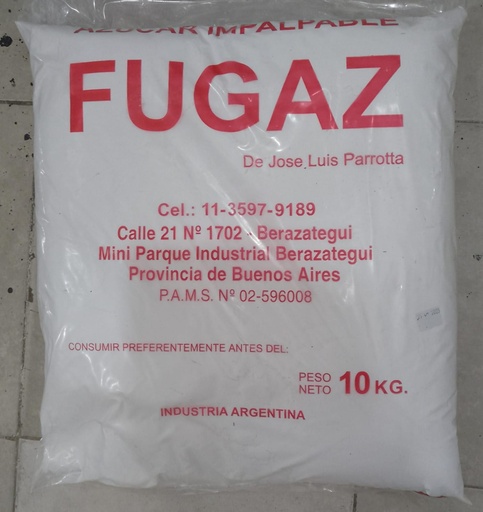 AZUCAR IMPALPABLE
FUGAZ
De Jose Luis Parrotta
Cel.: 11-3597-9189
Calle 21 Nº 1702 - Berazategui
Mini Parque Industrial Berazategui
Provincia de Buenos Aires
P.A.M.S. Nº 02-596008
CONSUMIR PREFERENTEMENTE ANTES DEL:
PESO NETO 10 KG.
INDUSTRIA ARGENTINA